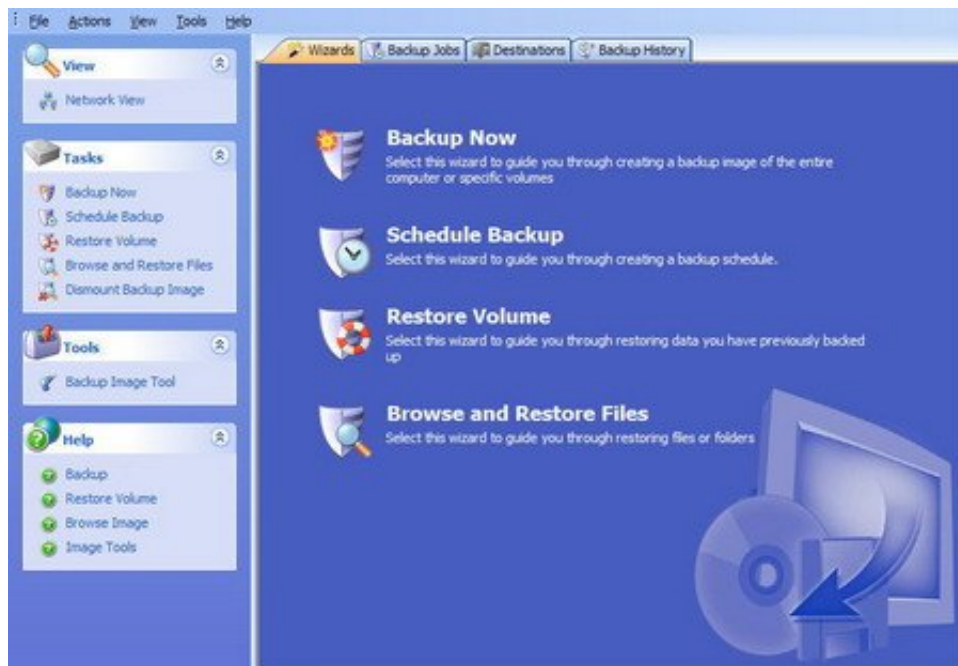 File Actions View Tools Help
View
Network View
Tasks
Backup Now
Schedule Backup
Restore Volume
Browse and Restore Files
Dismount Backup Image
Tools
Backup Image Tool
Help
Backup
Restore Volume
Browse Image
Image Tools
Wizards Backup Jobs Destinations Backup History
Backup Now
Select this wizard to guide you through creating a backup image of the entire
computer or specific volumes
Schedule Backup
Select this wizard to guide you through creating a backup schedule.
Restore Volume
Select this wizard to guide you through restoring data you have previously backed
up
Browse and Restore Files
Select this wizard to guide you through restoring files or folders